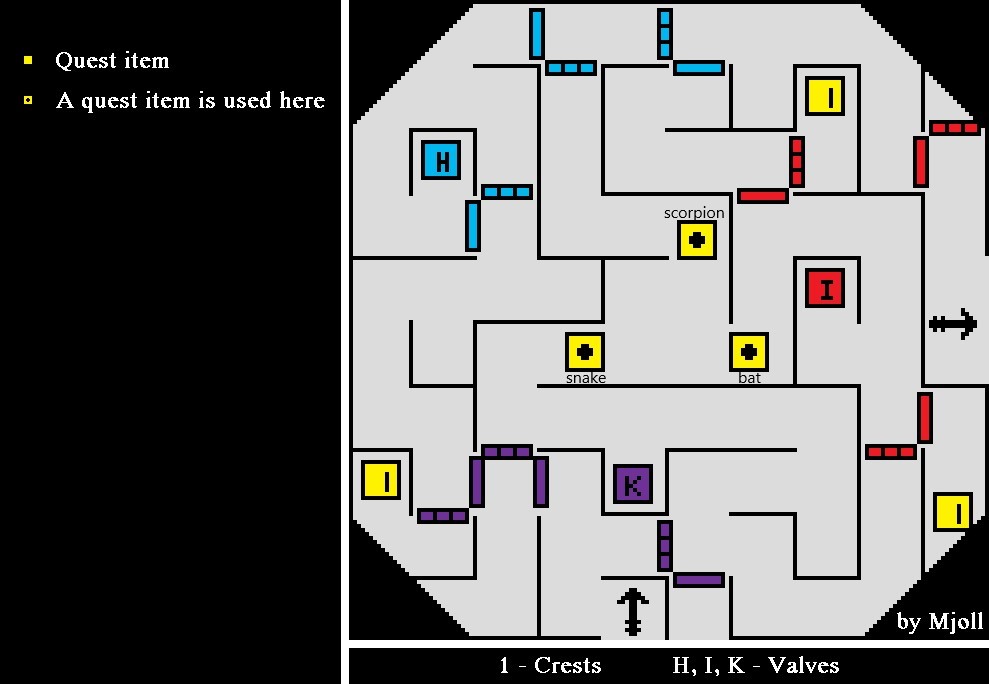 Quest item
A quest item is used here
I
H
scorpion
I
snake
bat
I
K
I
by Mjoll
1 - Crests H, I, K - Valves